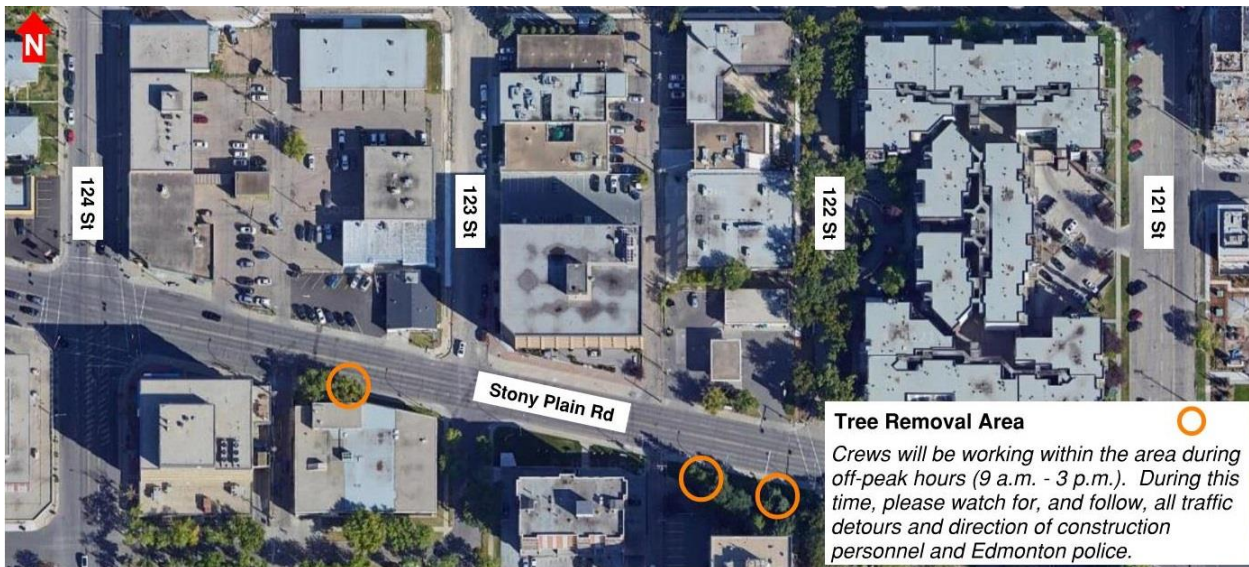 N
124 St
123 St
122 St
121 St
Stony Plain Rd
Tree Removal Area
Crews will be working within the area during
off-peak hours (9 a.m. - 3 p.m.).  During this
time, please watch for, and follow, all traffic
detours and direction of construction
personnel and Edmonton police.